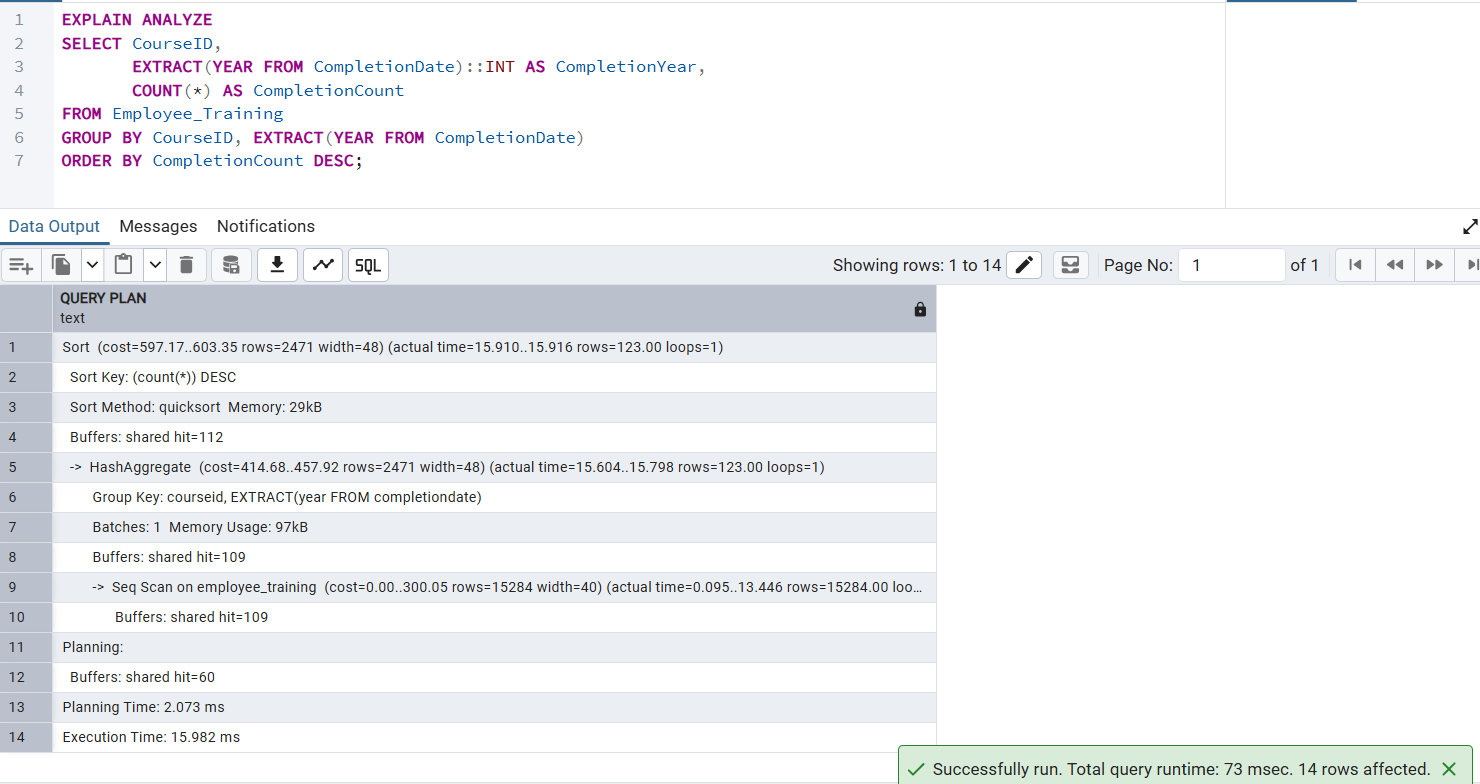 1 EXPLAIN ANALYZE
2 SELECT CourseID,
3 EXTRACT(YEAR FROM CompletionDate)::INT AS CompletionYear,
4 COUNT(*) AS CompletionCount
5 FROM Employee_Training
6 GROUP BY CourseID, EXTRACT(YEAR FROM CompletionDate)
7 ORDER BY CompletionCount DESC;
Data Output Messages Notifications
SQL Showing rows: 1 to 14 Page No: 1 of 1
QUERY PLAN
text
1 Sort (cost=597.17..603.35 rows=2471 width=48) (actual time=15.910..15.916 rows=123.00 loops=1)
2 Sort Key: (count(*)) DESC
3 Sort Method: quicksort Memory: 29kB
4 Buffers: shared hit=112
5 -> HashAggregate (cost=414.68..457.92 rows=2471 width=48) (actual time=15.604..15.798 rows=123.00 loops=1)
6 Group Key: courseid, EXTRACT(year FROM completiondate)
7 Batches: 1 Memory Usage: 97kB
8 Buffers: shared hit=109
9 -> Seq Scan on employee_training (cost=0.00..300.05 rows=15284 width=40) (actual time=0.095..13.446 rows=15284.00 loo...
10 Buffers: shared hit=109
11 Planning:
12 Buffers: shared hit=60
13 Planning Time: 2.073 ms
14 Execution Time: 15.982 ms
Successfully run. Total query runtime: 73 msec. 14 rows affected.